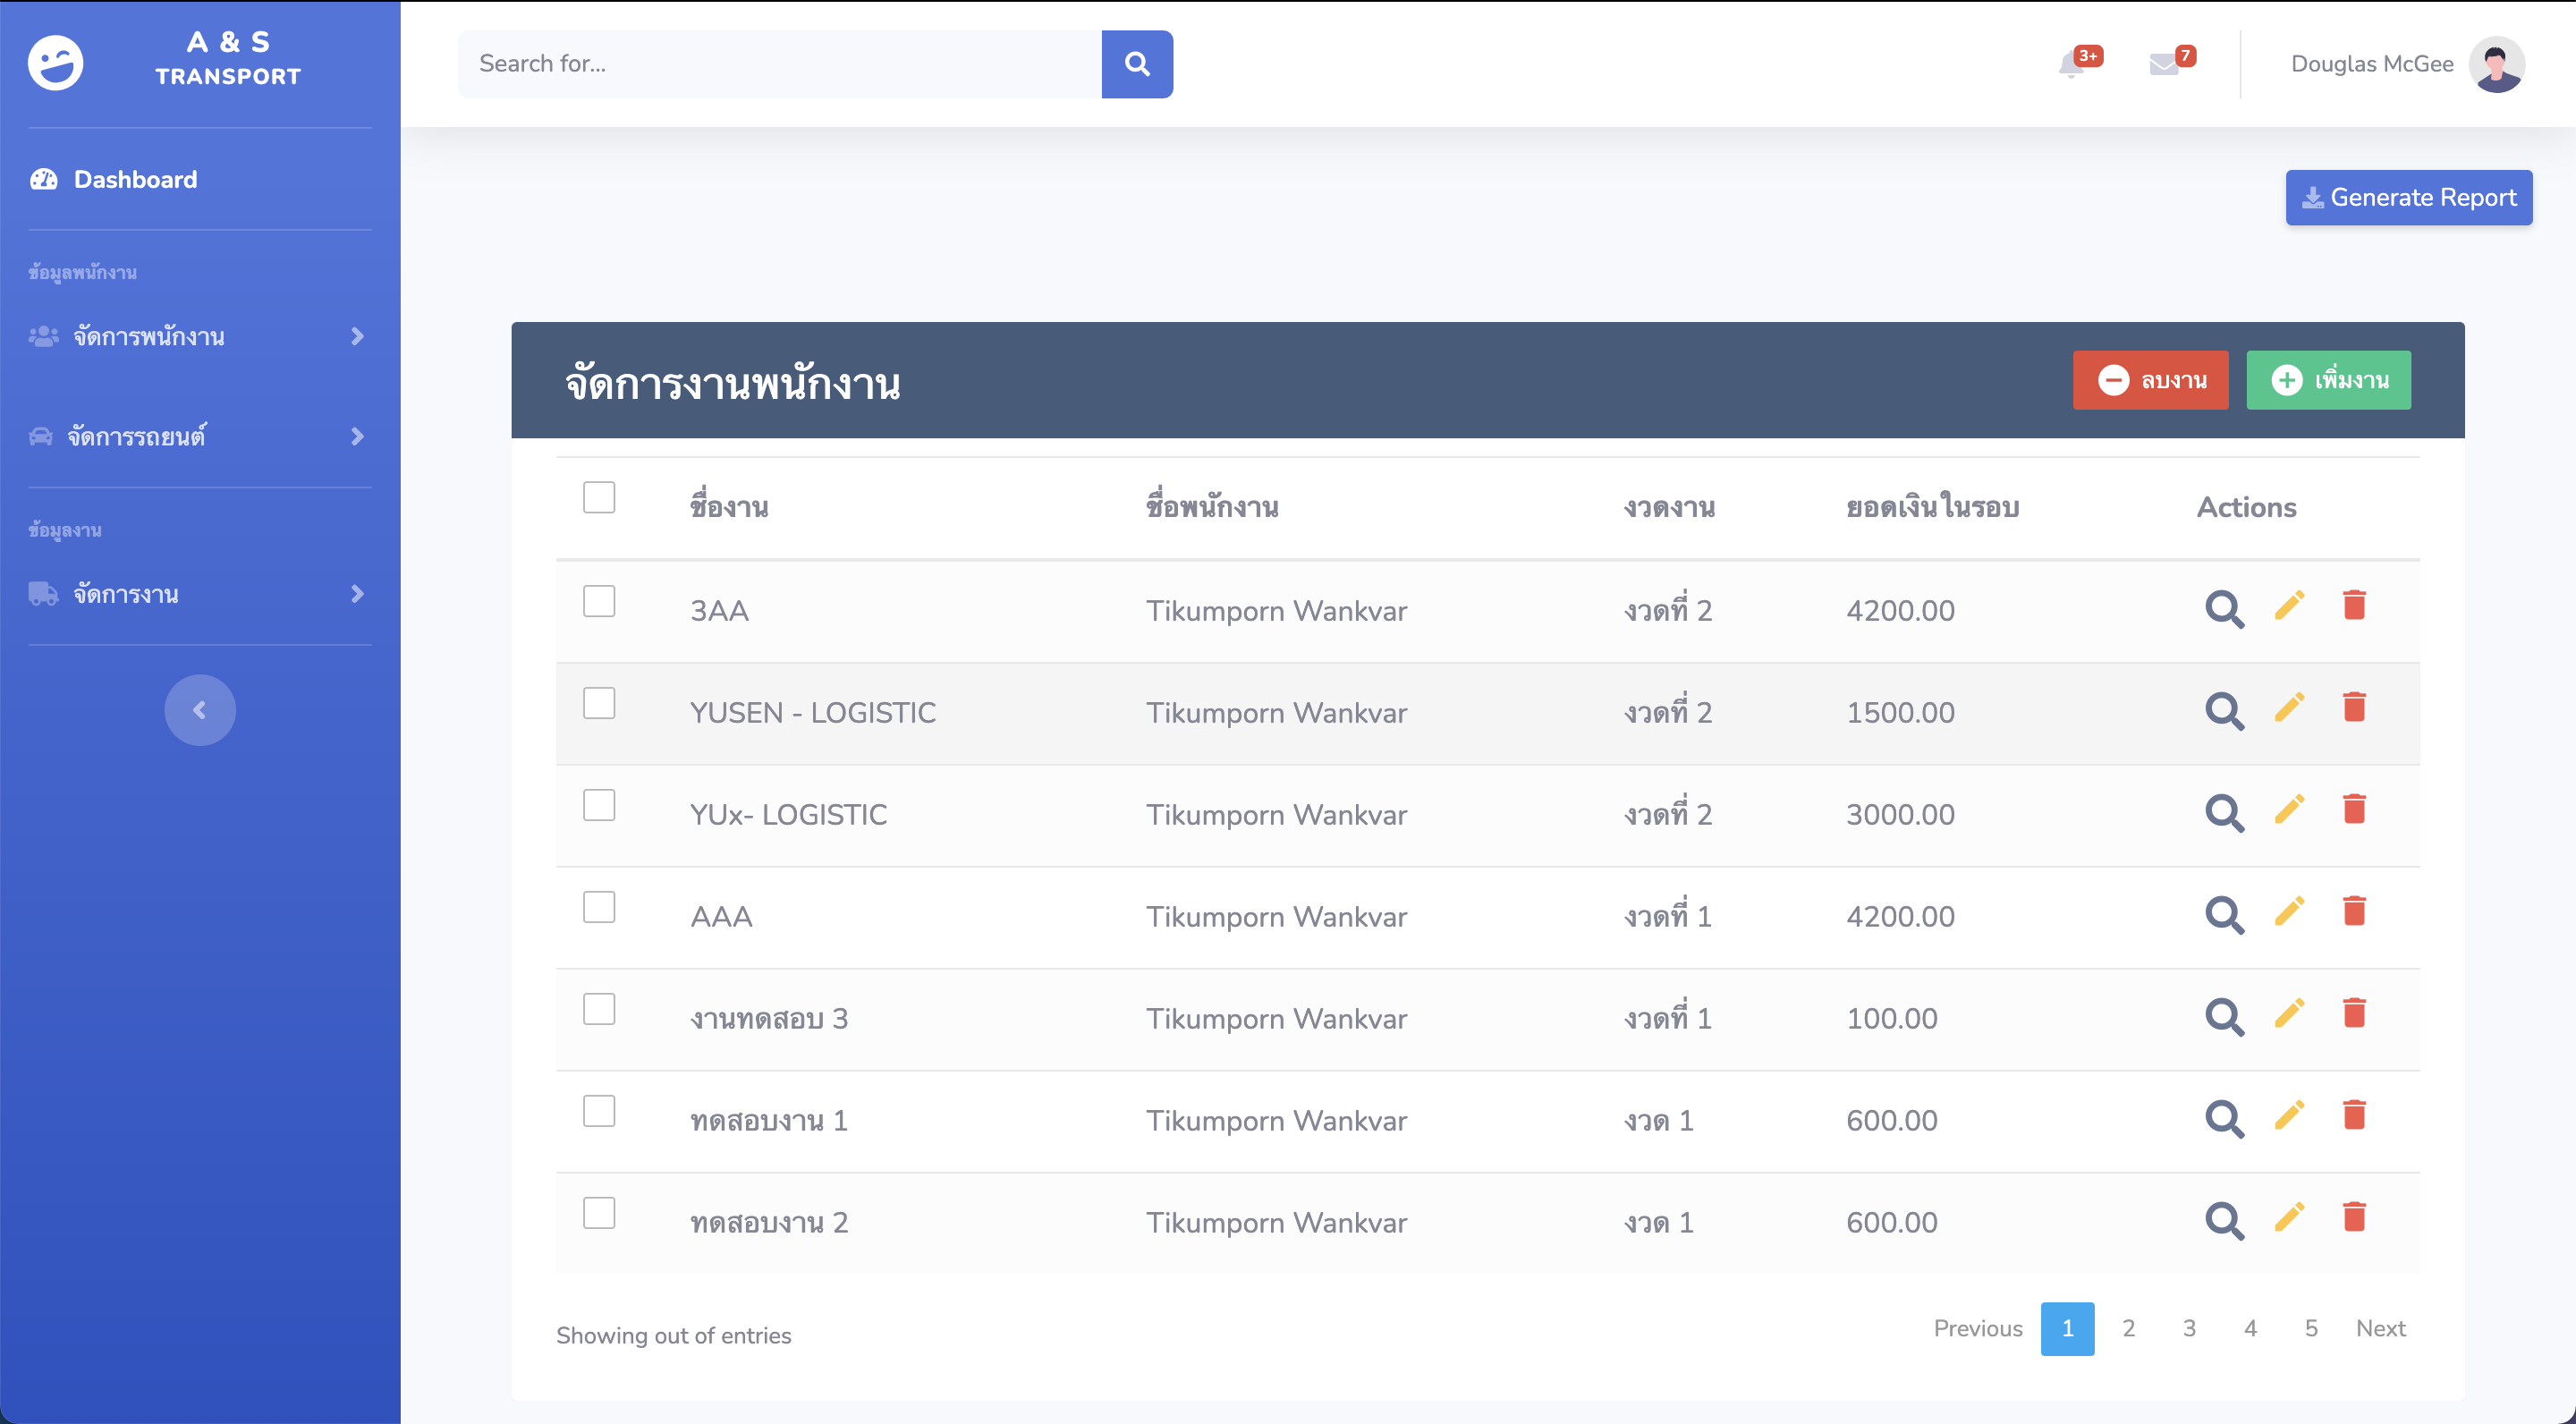 A & S
TRANSPORT
Search for...
3+
7
Douglas McGee
Dashboard
Generate Report
ข้อมูลพนักงาน
จัดการพนักงาน
จัดการรถยนต์
ข้อมูลงาน
จัดการงาน
จัดการงานพนักงาน
ลบงาน
เพิ่มงาน
ชื่องาน ชื่อพนักงาน งวดงาน ยอดเงินในรอบ Actions
3AA Tikumporn Wankvar งวดที่ 2 4200.00
YUSEN - LOGISTIC Tikumporn Wankvar งวดที่ 2 1500.00
YUx- LOGISTIC Tikumporn Wankvar งวดที่ 2 3000.00
AAA Tikumporn Wankvar งวดที่ 1 4200.00
งานทดสอบ 3 Tikumporn Wankvar งวดที่ 1 100.00
ทดสอบงาน 1 Tikumporn Wankvar งวด 1 600.00
ทดสอบงาน 2 Tikumporn Wankvar งวด 1 600.00
Showing out of entries
Previous 1 2 3 4 5 Next